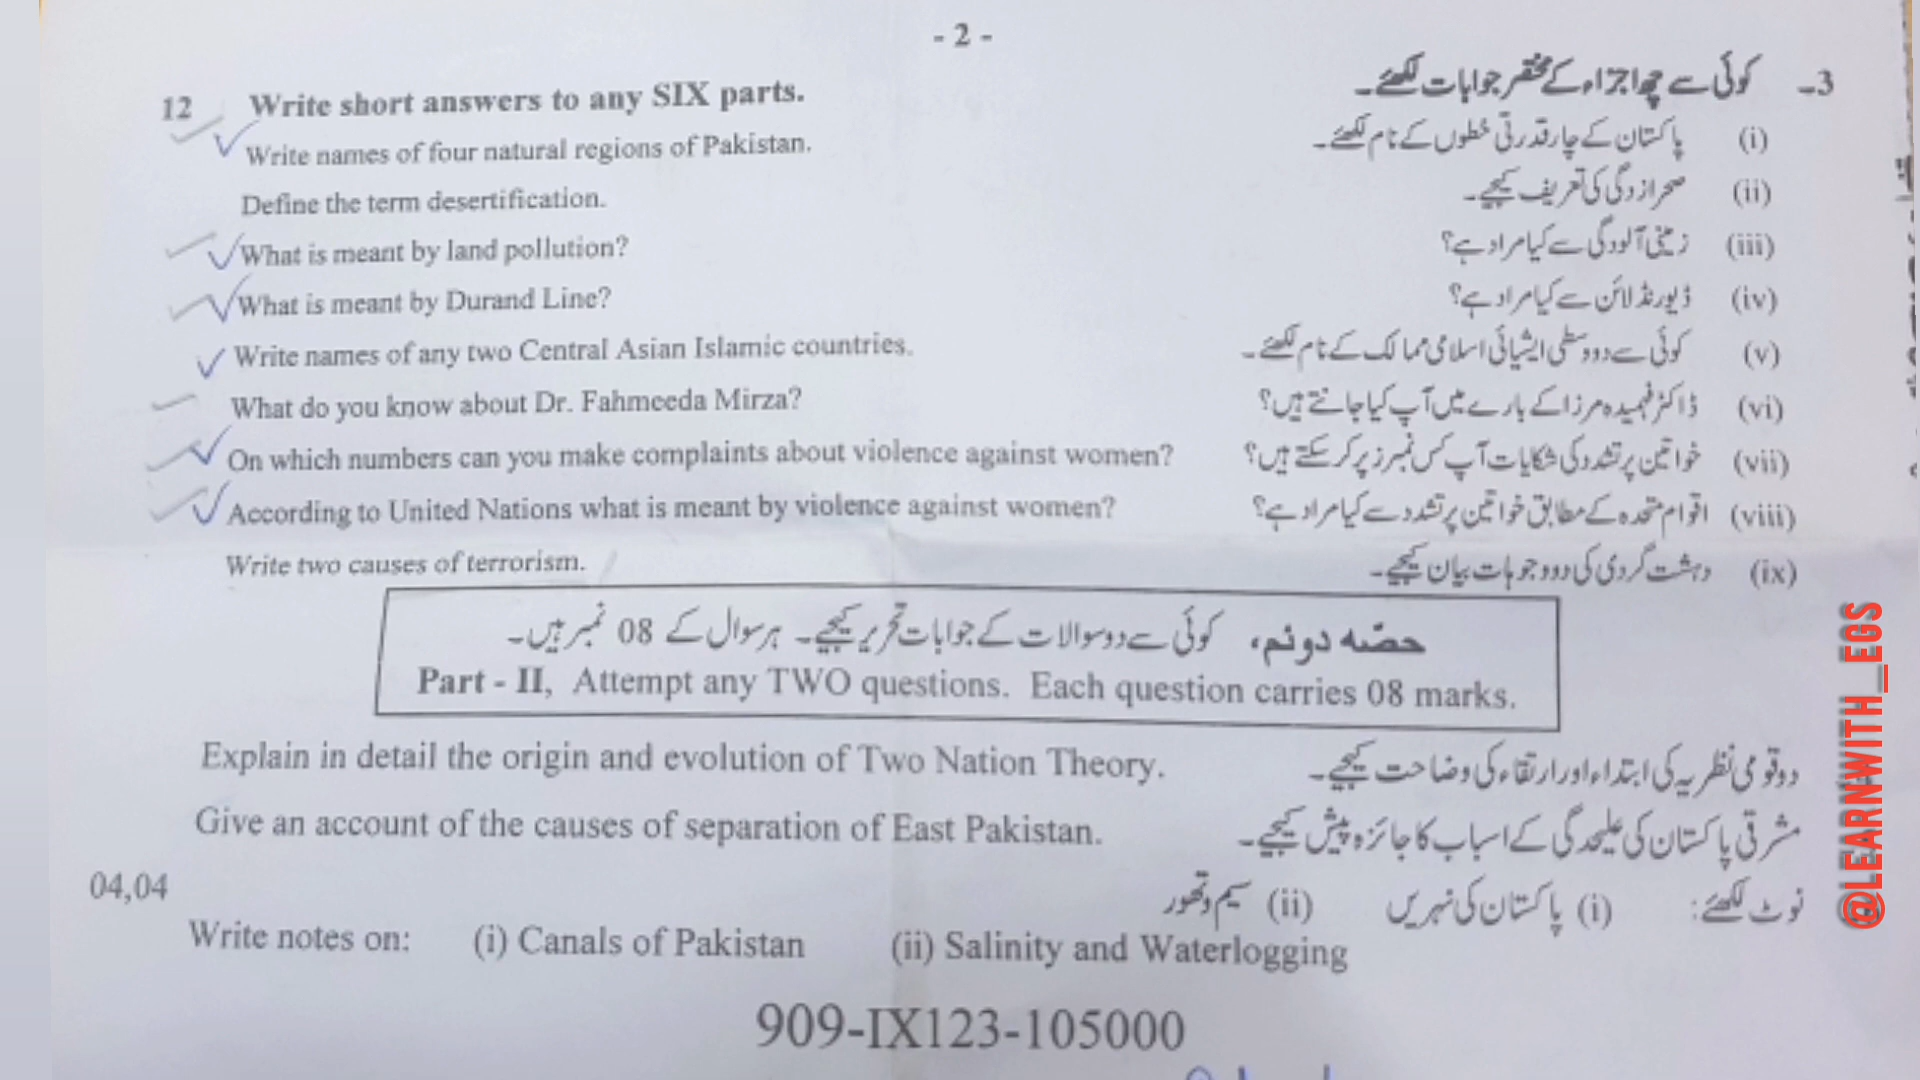 - 2 -
12 Write short answers to any SIX parts. کوئی سے چھ اجزاء کے مختصر جوابات لکھئے۔ -3
Write names of four natural regions of Pakistan. پاکستان کے چار قدرتی خطوں کے نام لکھئے۔ (i)
Define the term desertification. صحرازدگی کی تعریف کیجیے۔ (ii)
What is meant by land pollution? زمینی آلودگی سے کیا مراد ہے؟ (iii)
What is meant by Durand Line? ڈیورنڈ لائن سے کیا مراد ہے؟ (iv)
Write names of any two Central Asian Islamic countries. کوئی سے دو وسطی ایشیائی اسلامی ممالک کے نام لکھئے۔ (v)
What do you know about Dr. Fahmeeda Mirza? ڈاکٹر فہمیدہ مرزا کے بارے میں آپ کیا جانتے ہیں؟ (vi)
On which numbers can you make complaints about violence against women? خواتین پر تشدد کی شکایات آپ کس نمبرز پر کر سکتے ہیں؟ (vii)
According to United Nations what is meant by violence against women? اقوام متحدہ کے مطابق خواتین پر تشدد سے کیا مراد ہے؟ (viii)
Write two causes of terrorism. دہشت گردی کی دو وجوہات بیان کیجیے۔ (ix)
حصّہ دوئم، کوئی سے دو سوالات کے جوابات تحریر کیجیے۔ ہر سوال کے 08 نمبر ہیں۔
Part - II, Attempt any TWO questions. Each question carries 08 marks.
Explain in detail the origin and evolution of Two Nation Theory. دو قومی نظریہ کی ابتداء اور ارتقاء کی وضاحت کیجیے۔
Give an account of the causes of separation of East Pakistan. مشرقی پاکستان کی علیحدگی کے اسباب کا جائزہ پیش کیجیے۔
04,04 نوٹ لکھئے: (i) پاکستان کی نہریں (ii) سیم و تھور
Write notes on: (i) Canals of Pakistan (ii) Salinity and Waterlogging
909-IX123-105000
@LEARNWITH_EGS